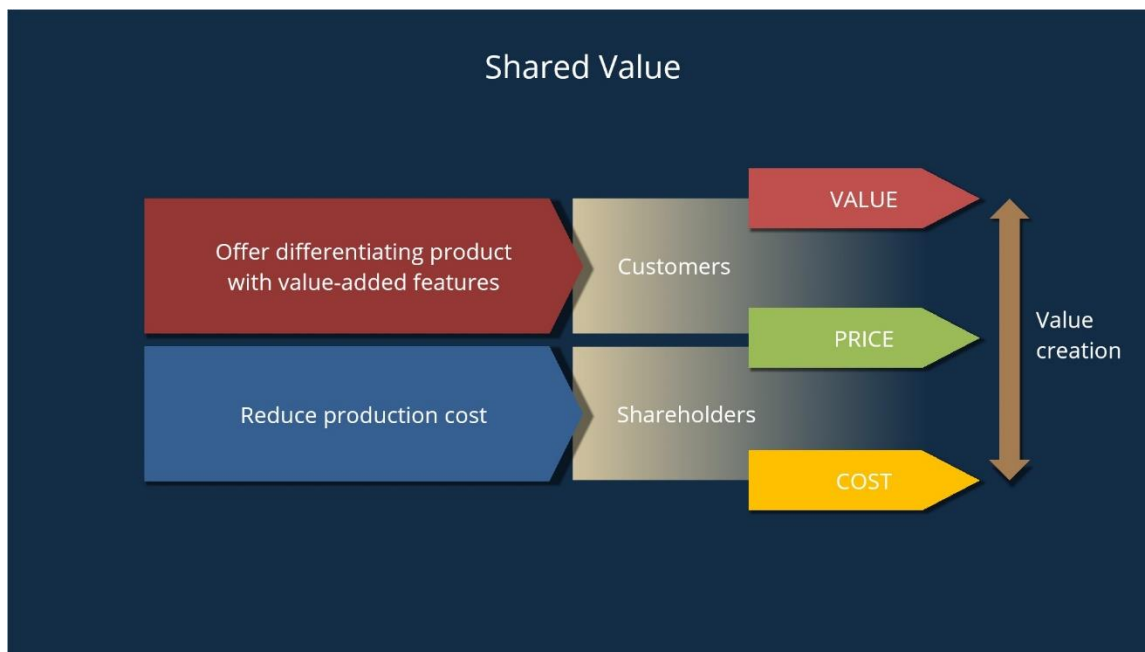 Shared Value
VALUE
Offer differentiating product
with value-added features
Customers
PRICE
Value
creation
Reduce production cost
Shareholders
COST